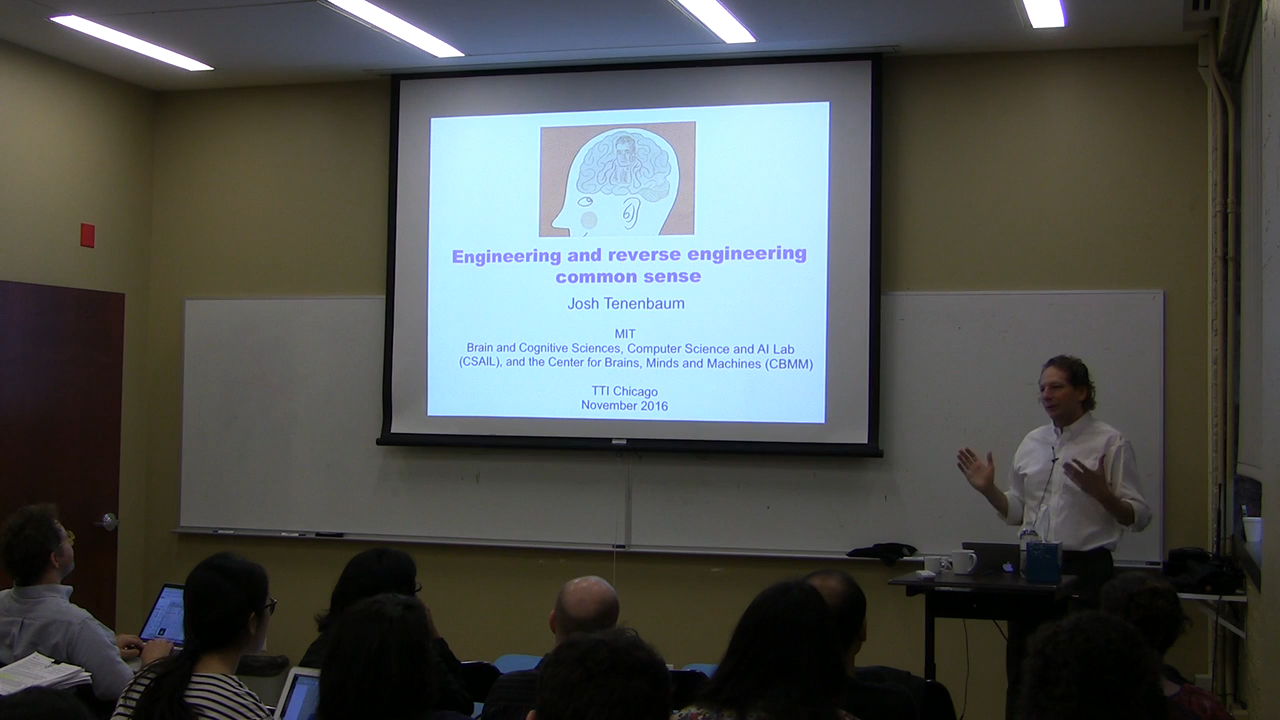 Engineering and reverse engineering
common sense
Josh Tenenbaum
MIT
Brain and Cognitive Sciences, Computer Science and AI Lab
(CSAIL), and the Center for Brains, Minds and Machines (CBMM)
TTI Chicago
November 2016